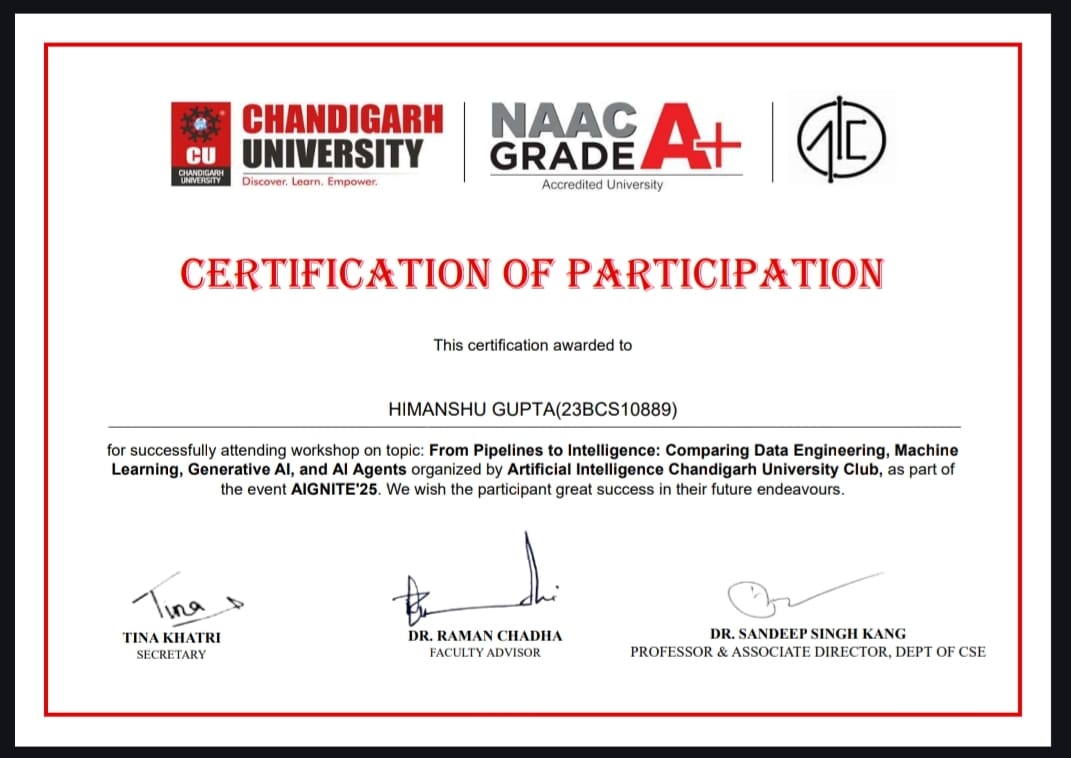 CHANDIGARH
UNIVERSITY
Discover. Learn. Empower.
CU
CHANDIGARH
UNIVERSITY
NAAC
GRADE A+
Accredited University
CERTIFICATION OF PARTICIPATION
This certification awarded to
HIMANSHU GUPTA(23BCS10889)
for successfully attending workshop on topic: From Pipelines to Intelligence: Comparing Data Engineering, Machine
Learning, Generative AI, and AI Agents organized by Artificial Intelligence Chandigarh University Club, as part of
the event AIGNITE'25. We wish the participant great success in their future endeavours.
Tina
TINA KHATRI
SECRETARY
DR. RAMAN CHADHA
FACULTY ADVISOR
DR. SANDEEP SINGH KANG
PROFESSOR & ASSOCIATE DIRECTOR, DEPT OF CSE